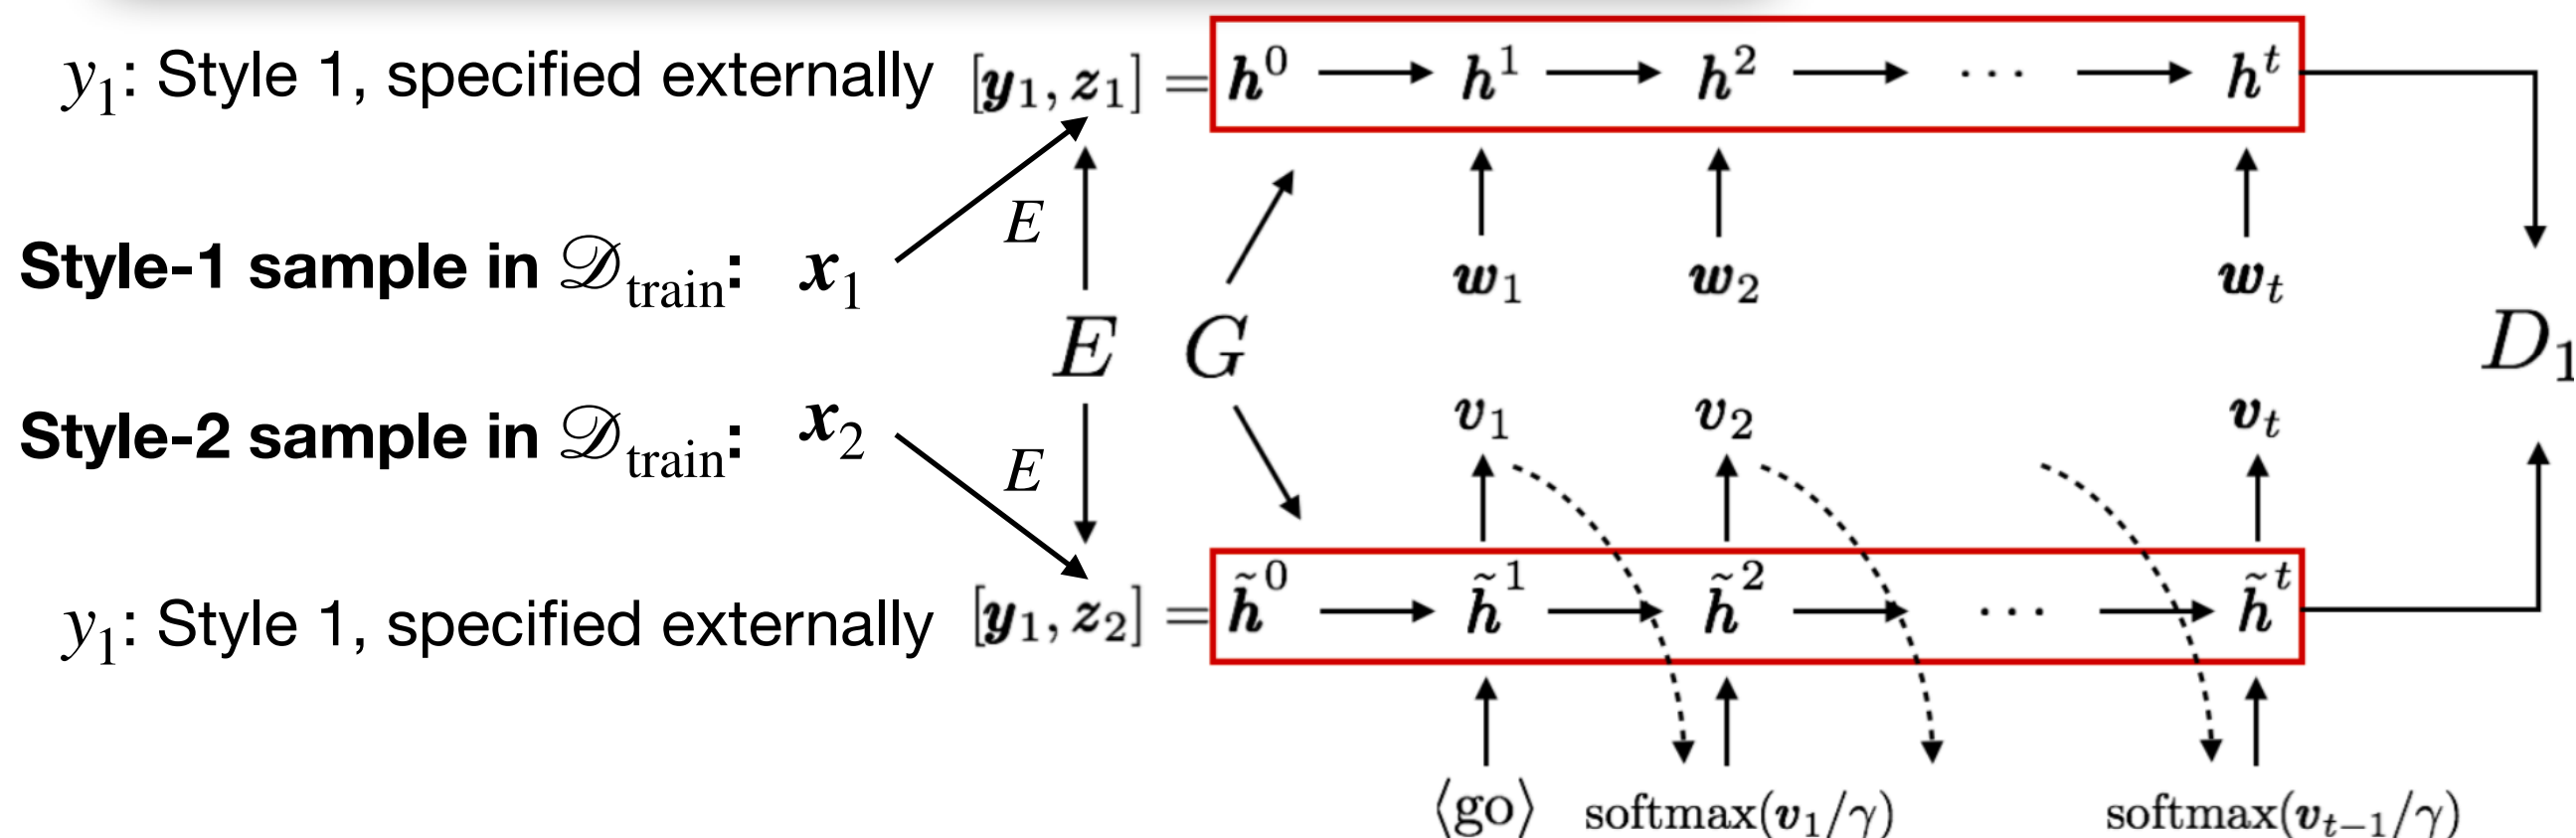 y₁: Style 1, specified externally [𝒚₁, 𝒛₁] = 𝒉⁰ h¹ h² ⋯ hᵗ
E
Style-1 sample in 𝒟train: 𝒙₁ 𝒘₁ 𝒘₂ 𝒘ₜ
E G D₁
Style-2 sample in 𝒟train: 𝒙₂ 𝒗₁ 𝒗₂ 𝒗ₜ
E
y₁: Style 1, specified externally [𝒚₁, 𝒛₂] = 𝒉̃⁰ h̃¹ h̃² ⋯ h̃ᵗ
⟨go⟩ softmax(𝒗₁/γ) softmax(𝒗ₜ₋₁/γ)